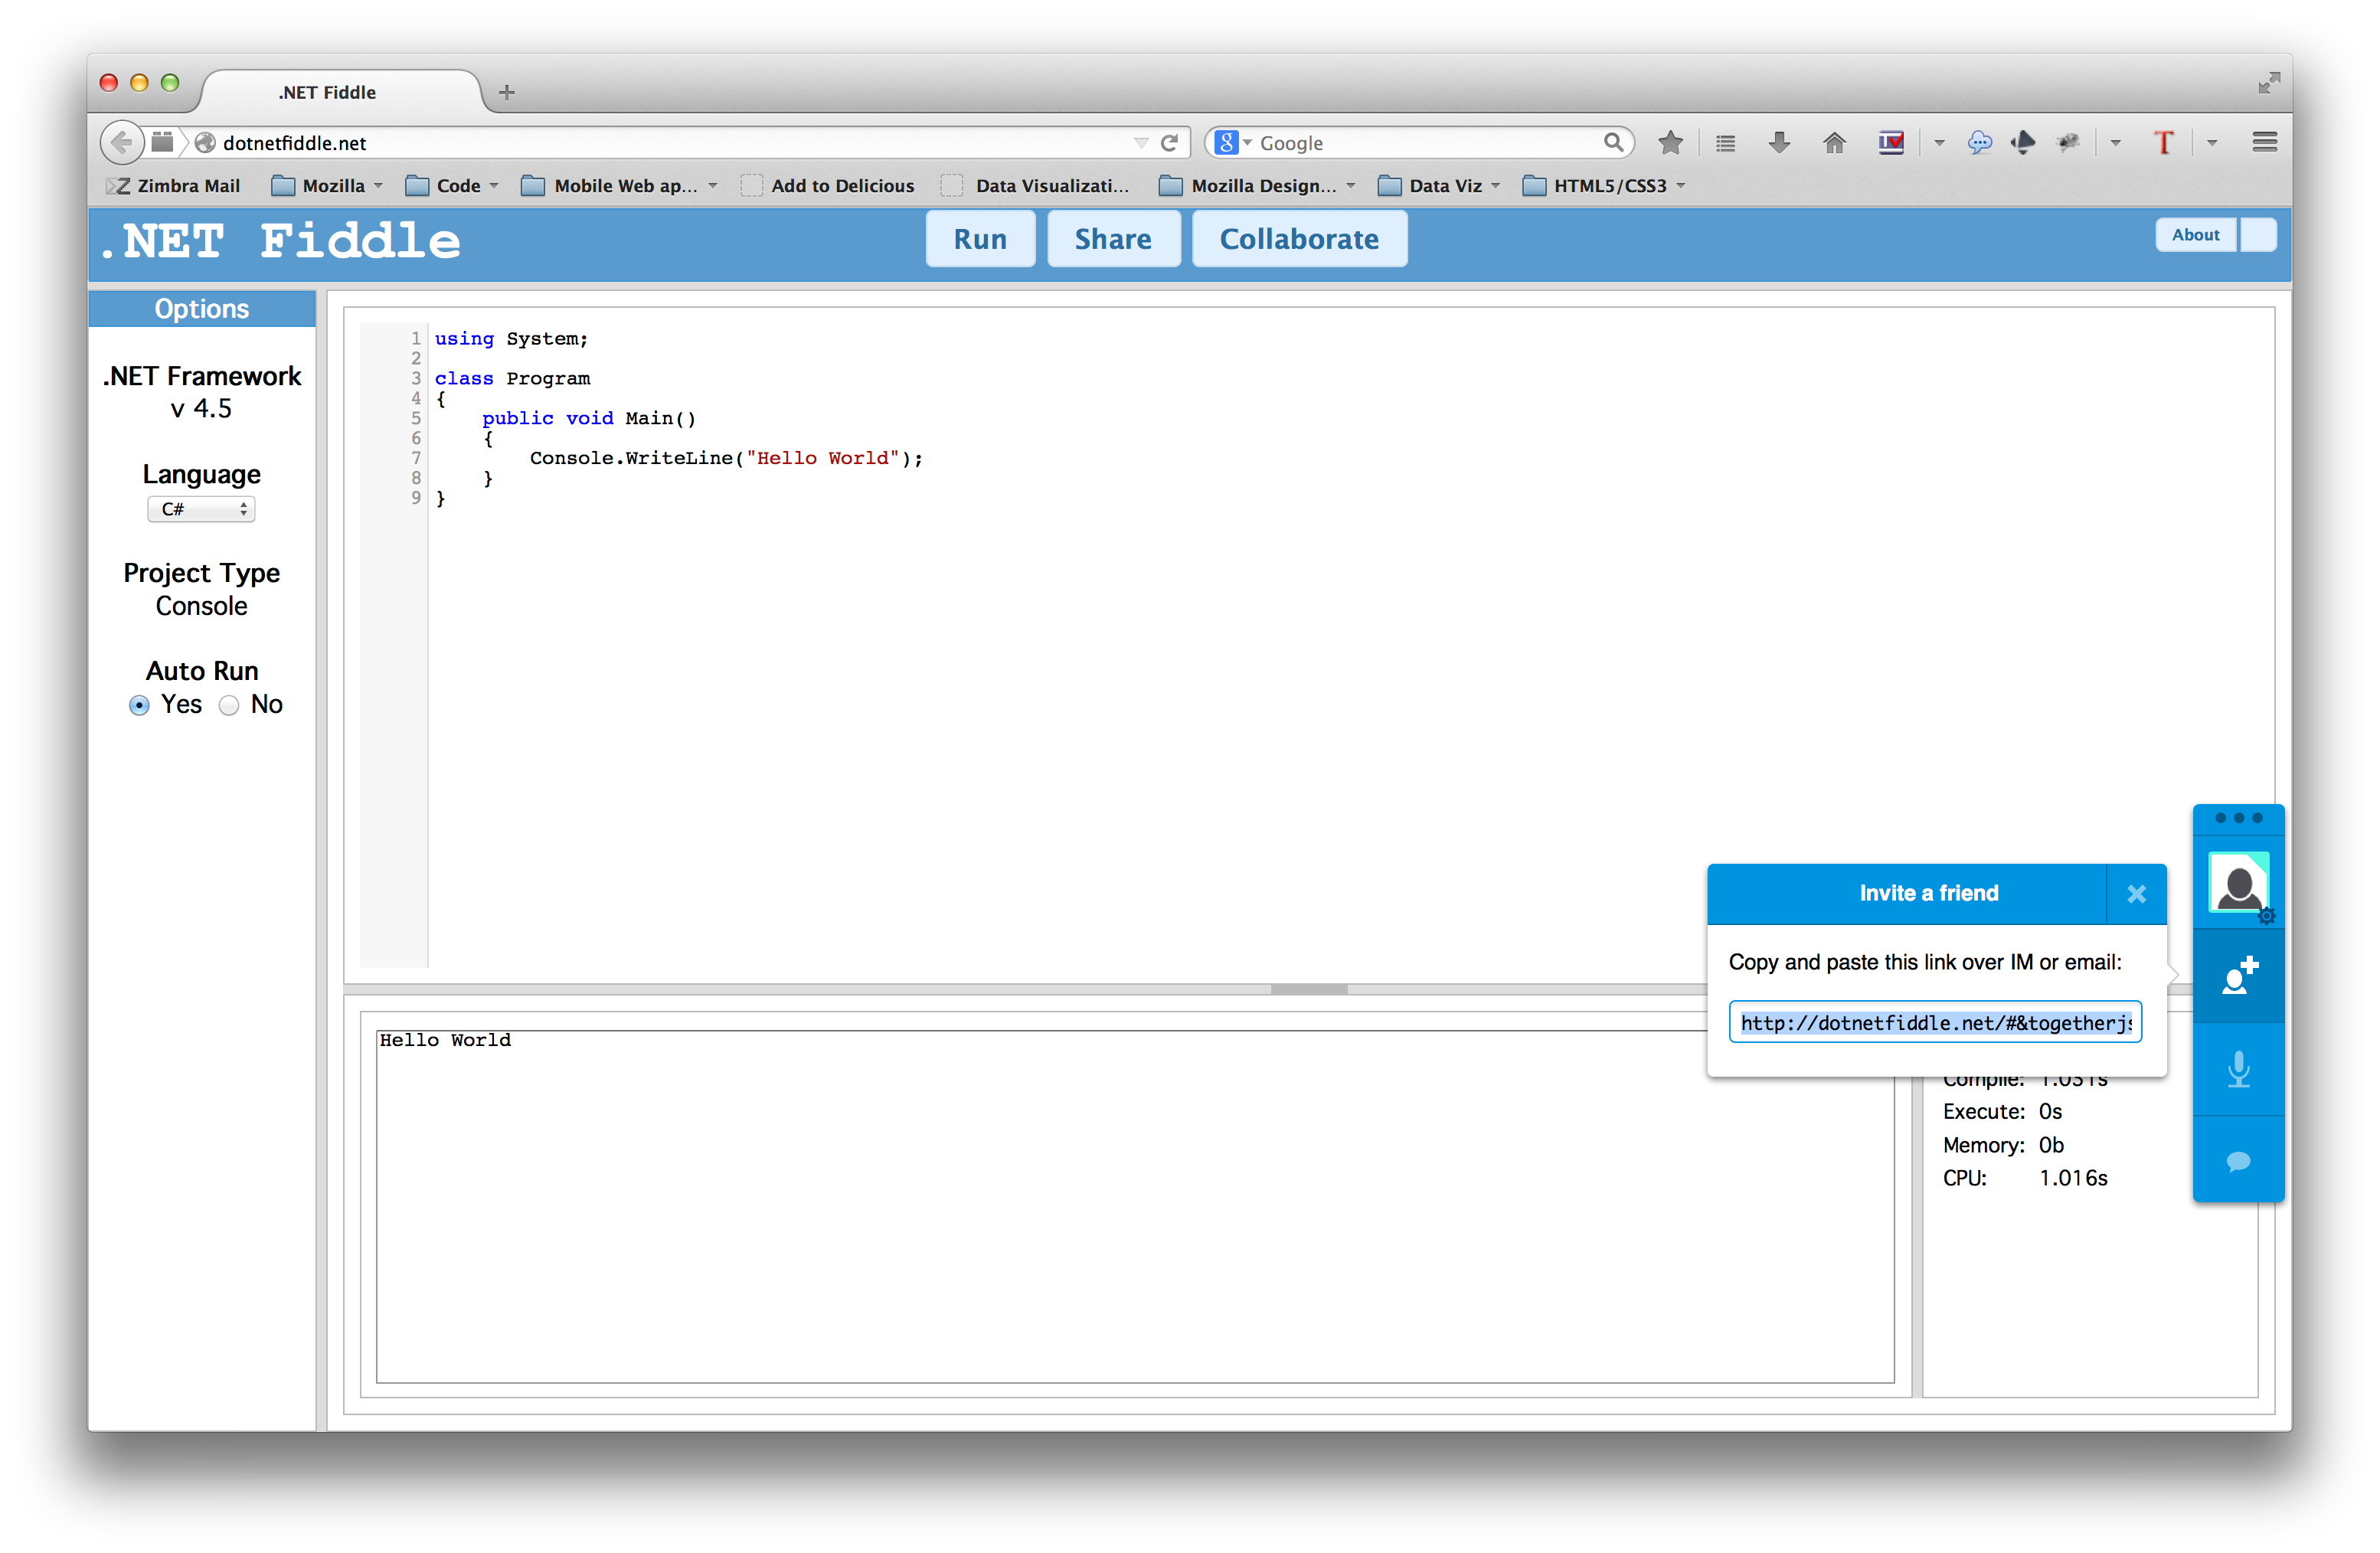 .NET Fiddle
dotnetfiddle.net
Google
Zimbra Mail Mozilla Code Mobile Web ap... Add to Delicious Data Visualizati... Mozilla Design... Data Viz HTML5/CSS3
.NET Fiddle
Run Share Collaborate
About
Options
.NET Framework
v 4.5
Language
C#
Project Type
Console
Auto Run
Yes No
1 using System;
2
3 class Program
4 {
5 public void Main()
6 {
7 Console.WriteLine("Hello World");
8 }
9 }
Invite a friend
Copy and paste this link over IM or email:
http://dotnetfiddle.net/#&togetherjs
Hello World
Compile: 1.031s
Execute: 0s
Memory: 0b
CPU: 1.016s